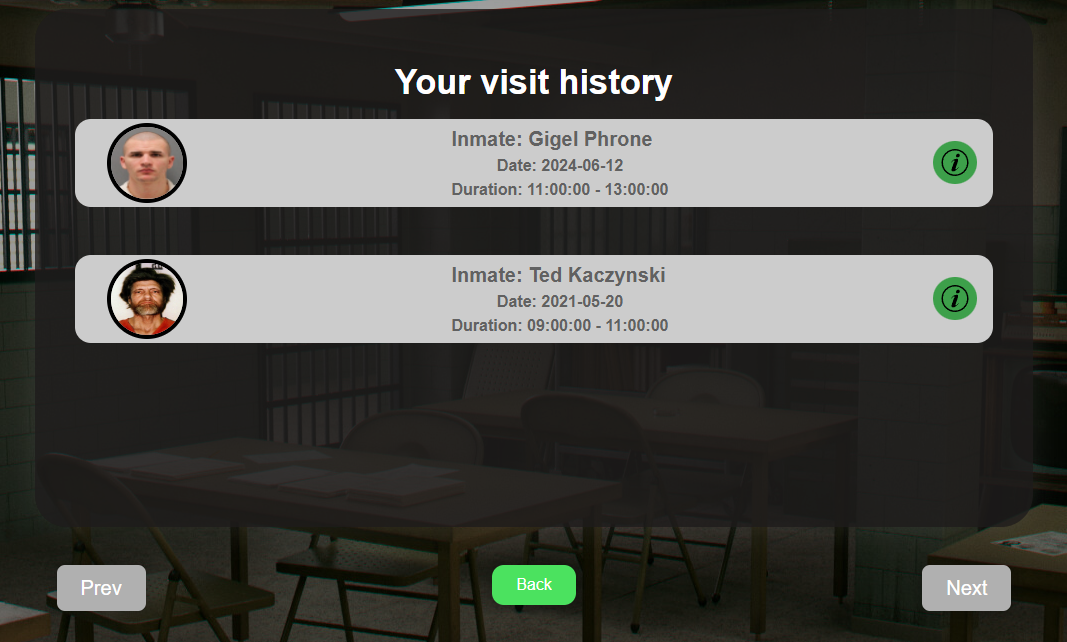 Your visit history
Inmate: Gigel Phrone
Date: 2024-06-12
Duration: 11:00:00 - 13:00:00
i
Inmate: Ted Kaczynski
Date: 2021-05-20
Duration: 09:00:00 - 11:00:00
i
Prev
Back
Next